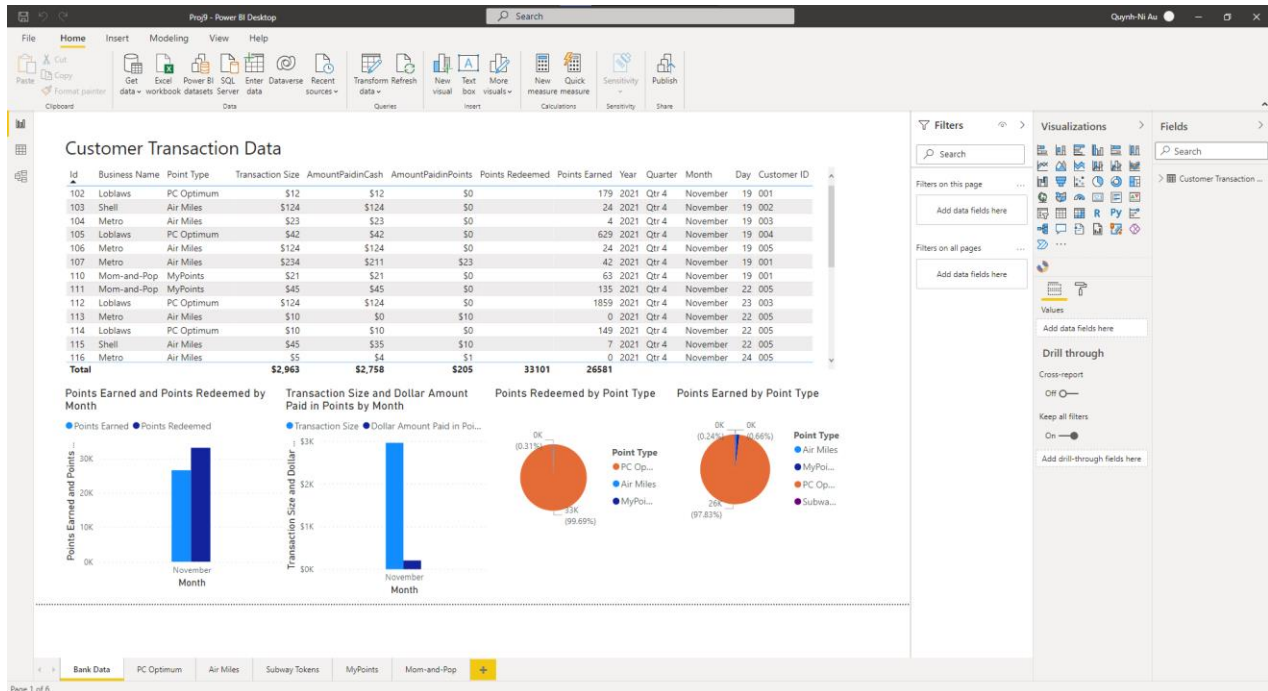 Proj9 - Power BI Desktop
Search
Quynh-Ni Au
File Home Insert Modeling View Help
Paste
Cut
Copy
Format painter
Clipboard
Get data
Excel workbook
Power BI datasets
SQL Server
Enter data
Dataverse
Recent sources
Data
Transform data
Refresh
Queries
New visual
Text box
More visuals
Insert
New measure
Quick measure
Calculations
Sensitivity
Sensitivity
Publish
Share
Customer Transaction Data
Id Business Name Point Type Transaction Size AmountPaidinCash AmountPaidinPoints Points Redeemed Points Earned Year Quarter Month Day Customer ID
102 Loblaws PC Optimum $12 $12 $0 179 2021 Qtr 4 November 19 001
103 Shell Air Miles $124 $124 $0 24 2021 Qtr 4 November 19 002
104 Metro Air Miles $23 $23 $0 4 2021 Qtr 4 November 19 003
105 Loblaws PC Optimum $42 $42 $0 629 2021 Qtr 4 November 19 004
106 Metro Air Miles $124 $124 $0 24 2021 Qtr 4 November 19 005
107 Metro Air Miles $234 $211 $23 42 2021 Qtr 4 November 19 001
110 Mom-and-Pop MyPoints $21 $21 $0 63 2021 Qtr 4 November 19 001
111 Mom-and-Pop MyPoints $45 $45 $0 135 2021 Qtr 4 November 22 005
112 Loblaws PC Optimum $124 $124 $0 1859 2021 Qtr 4 November 23 003
113 Metro Air Miles $10 $0 $10 0 2021 Qtr 4 November 22 005
114 Loblaws PC Optimum $10 $10 $0 149 2021 Qtr 4 November 22 005
115 Shell Air Miles $45 $35 $10 7 2021 Qtr 4 November 22 005
116 Metro Air Miles $5 $4 $1 0 2021 Qtr 4 November 24 005
Total $2,963 $2,758 $205 33101 26581
Points Earned and Points Redeemed by
Month
Points Earned Points Redeemed
Points Earned and Points ...
30K
20K
10K
0K
November
Month
Transaction Size and Dollar Amount
Paid in Points by Month
Transaction Size Dollar Amount Paid in Poi...
Transaction Size and Dollar ...
$3K
$2K
$1K
$0K
November
Month
Points Redeemed by Point Type
0K
(0.31%)
33K
(99.69%)
Point Type
PC Op...
Air Miles
MyPoi...
Points Earned by Point Type
0K
(0.24%)
0K
(0.66%)
26K
(97.83%)
Point Type
Air Miles
MyPoi...
PC Op...
Subwa...
Filters
Search
Filters on this page ...
Add data fields here
Filters on all pages ...
Add data fields here
Visualizations
R Py
Values
Add data fields here
Drill through
Cross-report
Off
Keep all filters
On
Add drill-through fields here
Fields
Search
Customer Transaction ...
Bank Data PC Optimum Air Miles Subway Tokens MyPoints Mom-and-Pop +
Page 1 of 6